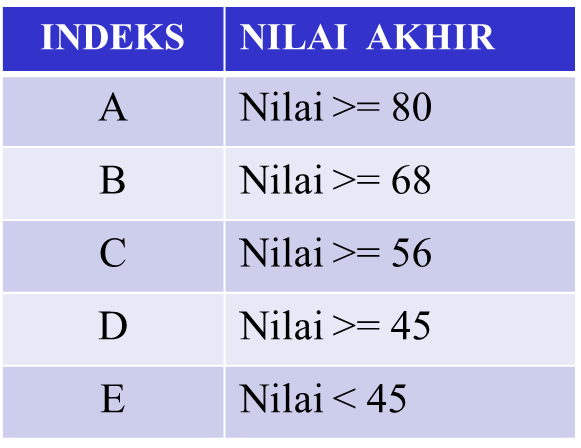 INDEKS NILAI AKHIR
A Nilai >= 80
B Nilai >= 68
C Nilai >= 56
D Nilai >= 45
E Nilai < 45